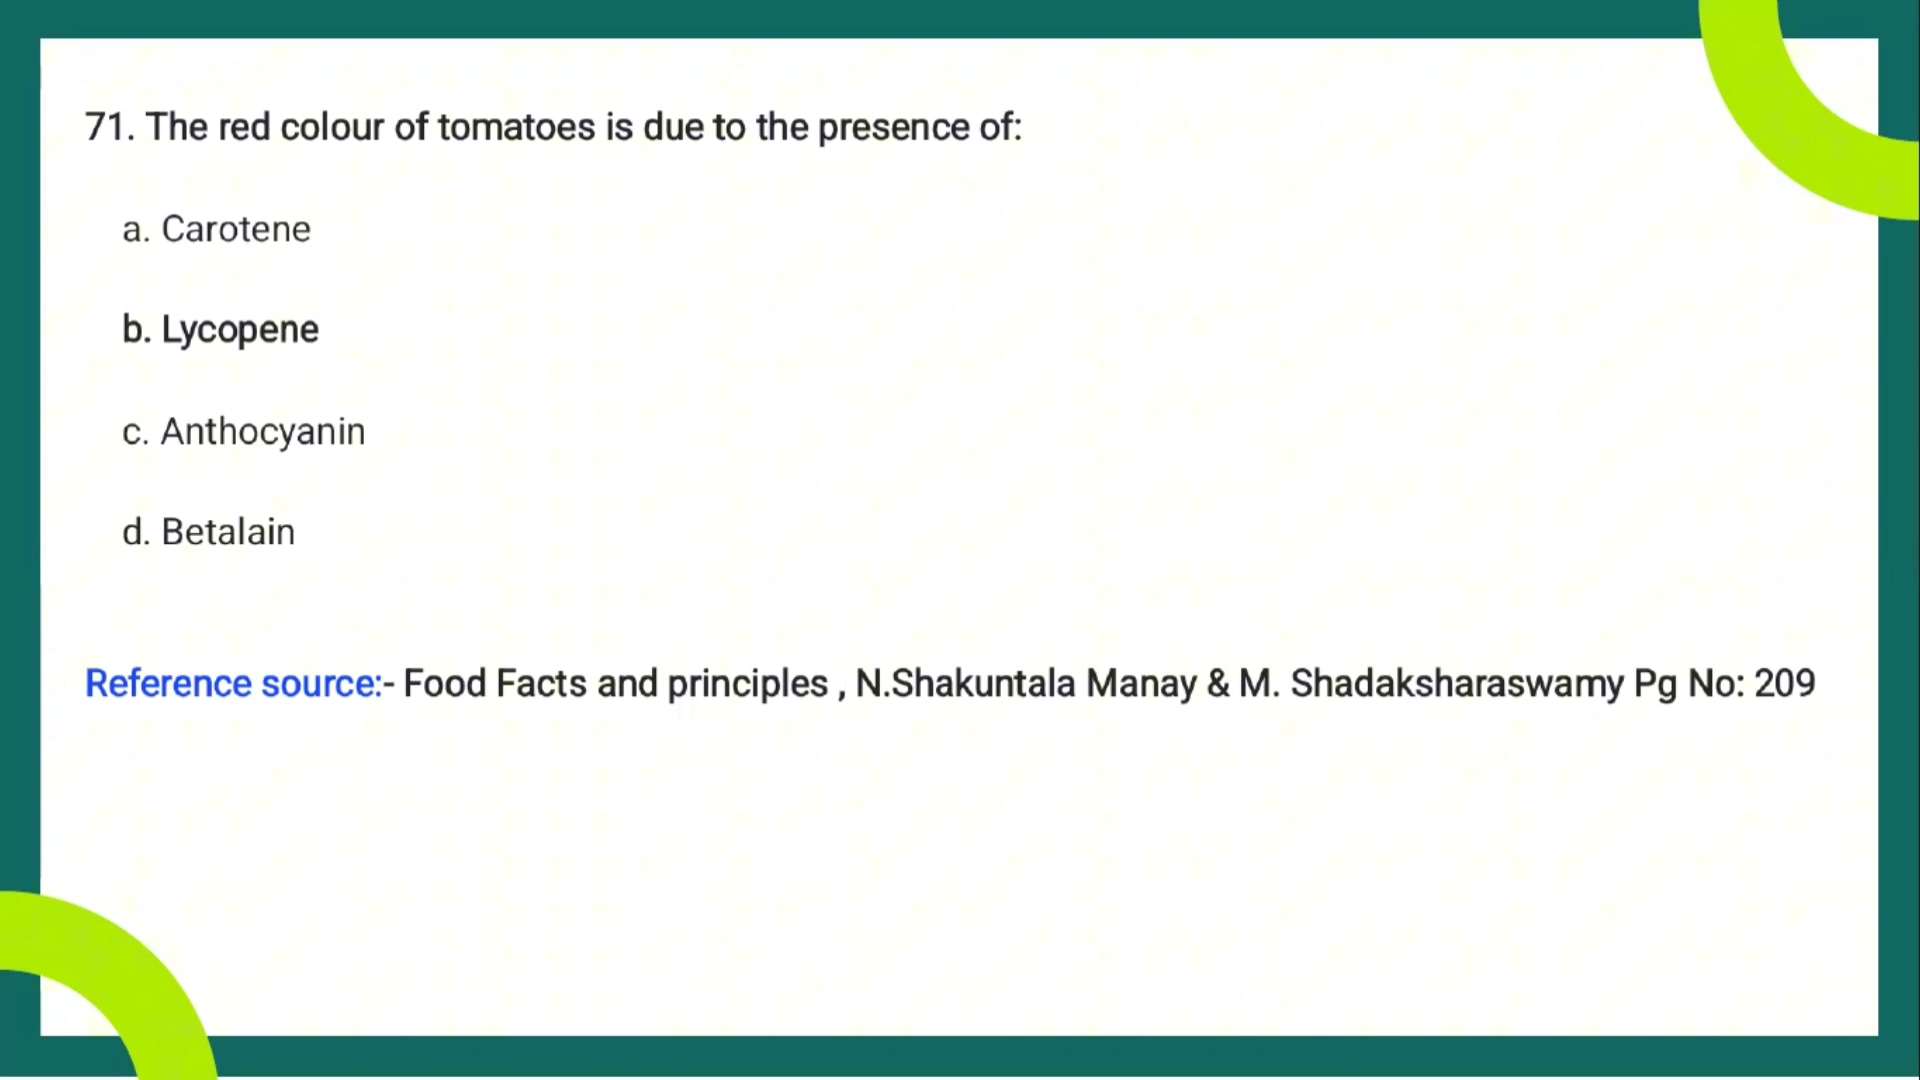 71. The red colour of tomatoes is due to the presence of:
a. Carotene
b. Lycopene
c. Anthocyanin
d. Betalain
Reference source:- Food Facts and principles , N.Shakuntala Manay & M. Shadaksharaswamy Pg No: 209